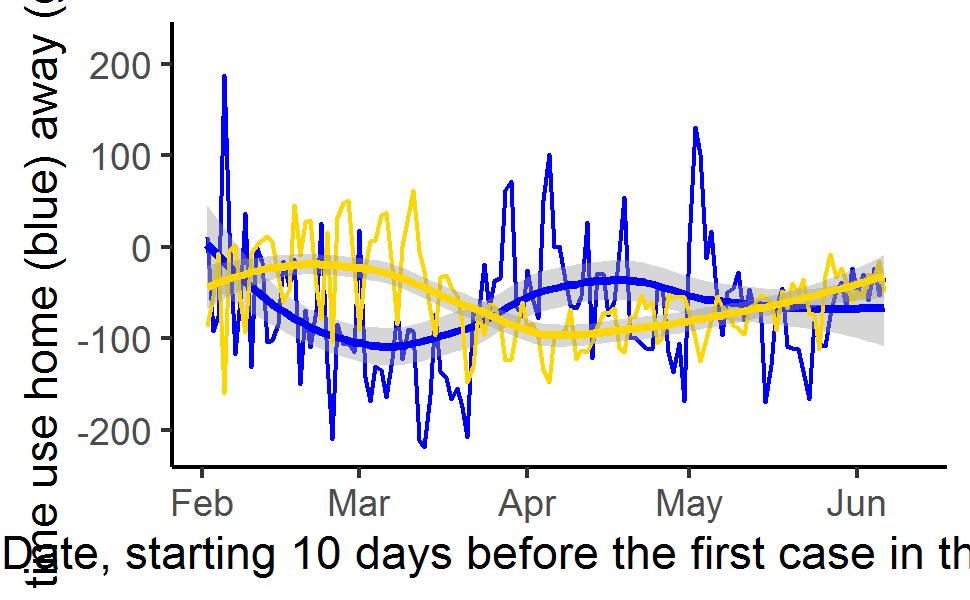 time use home (blue) away (
200
100
0
-100
-200
Feb Mar Apr May Jun
Date, starting 10 days before the first case in th